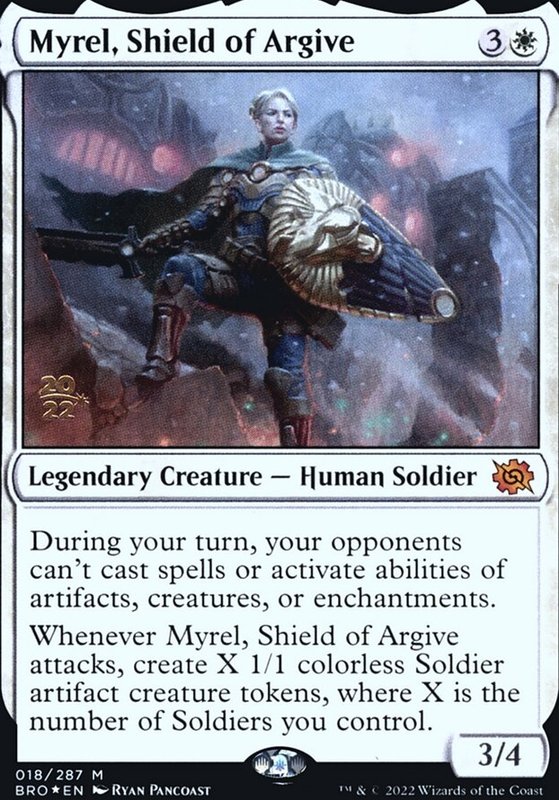 Myrel, Shield of Argive 3
20
22
Legendary Creature — Human Soldier
During your turn, your opponents
can't cast spells or activate abilities of
artifacts, creatures, or enchantments.
Whenever Myrel, Shield of Argive
attacks, create X 1/1 colorless Soldier
artifact creature tokens, where X is the
number of Soldiers you control.
3/4
018/287 M
BRO★EN Ryan Pancoast ™ & © 2022 Wizards of the Coast